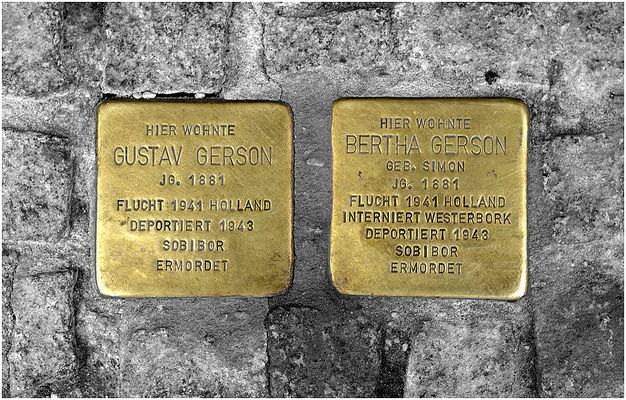 HIER WOHNTE
GUSTAV GERSON
JG. 1881
FLUCHT 1941 HOLLAND
DEPORTIERT 1943
SOBIBOR
ERMORDET
HIER WOHNTE
BERTHA GERSON
GEB. SIMON
JG. 1881
FLUCHT 1941 HOLLAND
INTERNIERT WESTERBORK
DEPORTIERT 1943
SOBIBOR
ERMORDET